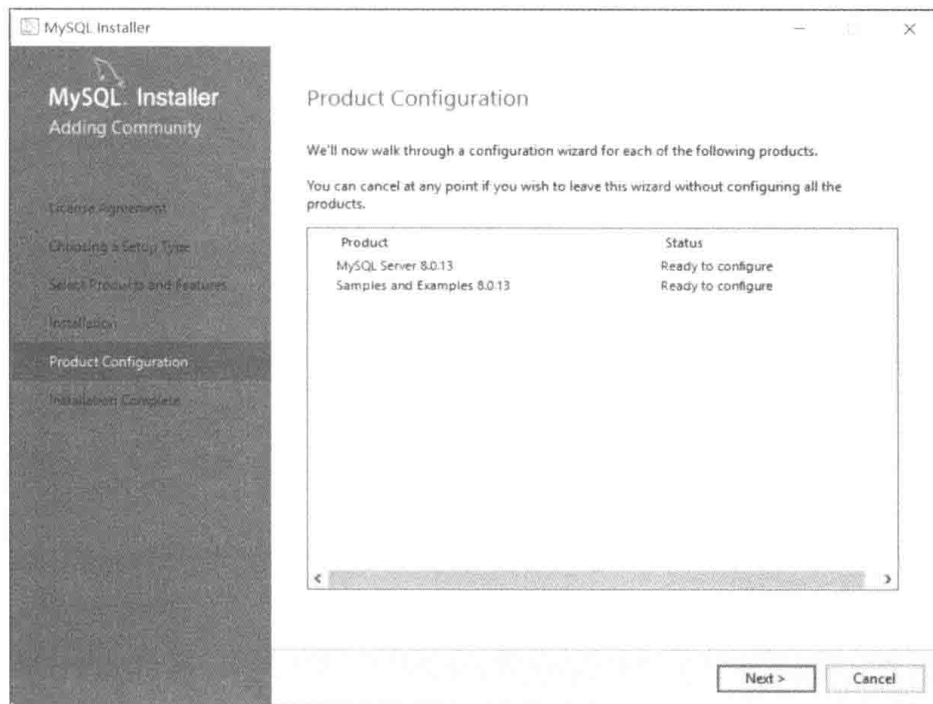 MySQL Installer
MySQL. Installer
Adding Community
License Agreement
Choosing a Setup Type
Select Products and Features
Installation
Product Configuration
Installation Complete
Product Configuration
We'll now walk through a configuration wizard for each of the following products.
You can cancel at any point if you wish to leave this wizard without configuring all the
products.
Product Status
MySQL Server 8.0.13 Ready to configure
Samples and Examples 8.0.13 Ready to configure
Next >
Cancel